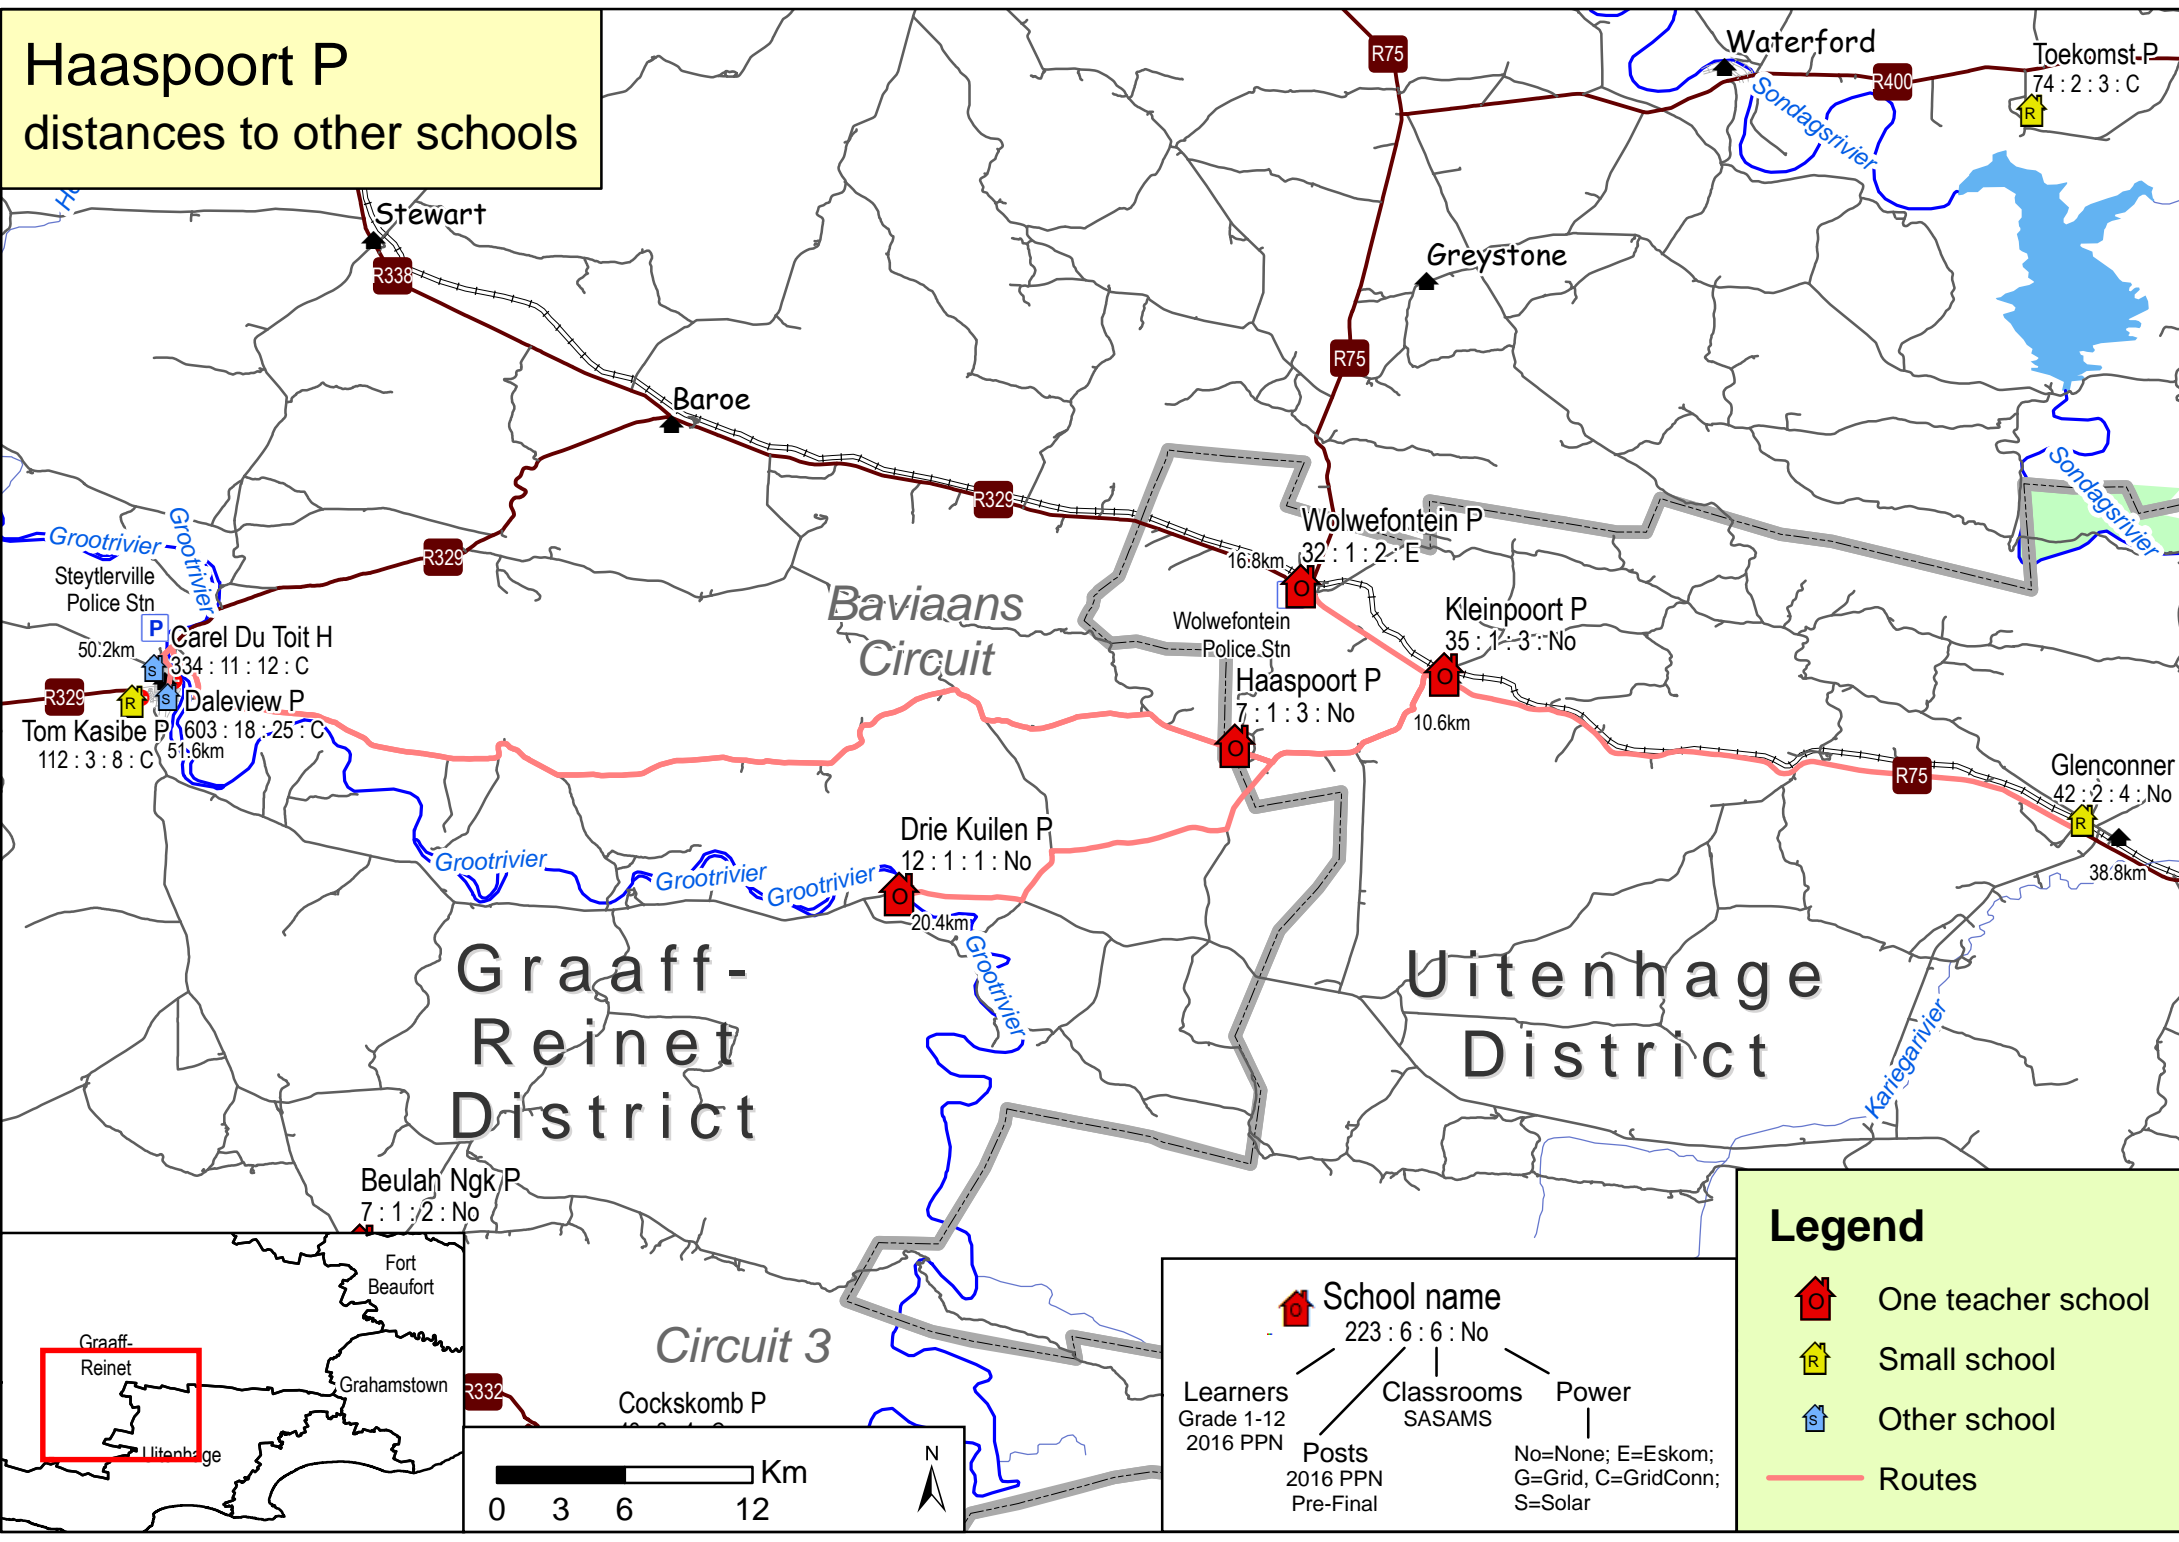 Haaspoort P
distances to other schools
R75
Waterford
R400
Toekomst P
74 : 2 : 3 : C
R
Sondagsrivier
Stewart
R338
Greystone
R75
Baroe
R329
Sondagsrivier
Wolwefontein P
32 : 1 : 2 : E
16.8km
O
Grootrivier
Grootrivier
R329
Steytlerville
Police Stn
P
Baviaans
Circuit
Wolwefontein
Police Stn
Kleinpoort P
35 : 1 : 3 : No
O
10.6km
Carel Du Toit H
334 : 11 : 12 : C
50.2km
S
R329
R
S
Daleview P
603 : 18 : 25 : C
51.6km
Tom Kasibe P
112 : 3 : 8 : C
Haaspoort P
7 : 1 : 3 : No
O
R75
Glenconner
42 : 2 : 4 : No
R
38.8km
Drie Kuilen P
12 : 1 : 1 : No
O
20.4km
Grootrivier
Grootrivier
Grootrivier
Grootrivier
Graaff-
Reinet
District
Uitenhage
District
Kariegarivier
Beulah Ngk P
7 : 1 : 2 : No
Circuit 3
R332
Cockskomb P
Fort
Beaufort
Graaff-
Reinet
Grahamstown
Uitenhage
Km
0 3 6 12
N
O
School name
223 : 6 : 6 : No
Learners
Grade 1-12
2016 PPN
Posts
2016 PPN
Pre-Final
Classrooms
SASAMS
Power
No=None; E=Eskom;
G=Grid, C=GridConn;
S=Solar
Legend
O One teacher school
R Small school
S Other school
Routes